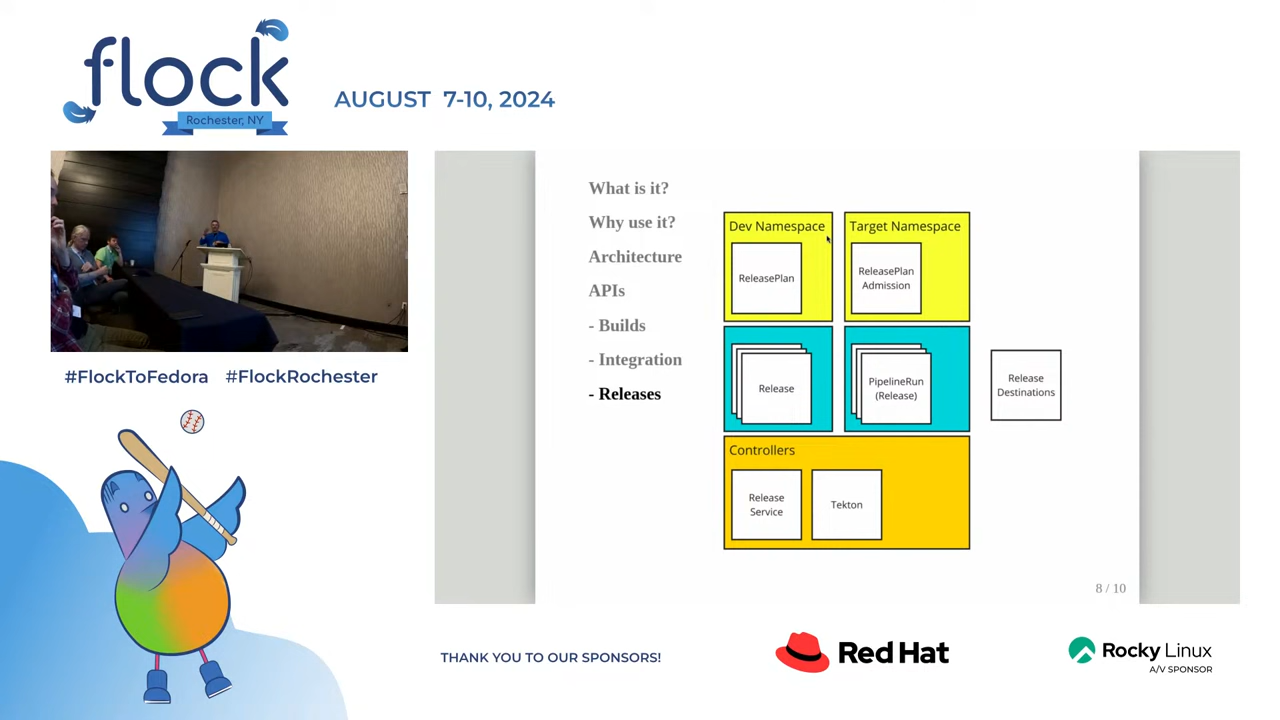 flock
Rochester, NY
AUGUST 7-10, 2024
#FlockToFedora #FlockRochester
What is it?
Why use it?
Architecture
APIs
- Builds
- Integration
- Releases
Dev Namespace
ReleasePlan
Target Namespace
ReleasePlan
Admission
Release
PipelineRun
(Release)
Release
Destinations
Controllers
Release
Service
Tekton
8 / 10
THANK YOU TO OUR SPONSORS!
Red Hat
Rocky Linux
A/V SPONSOR